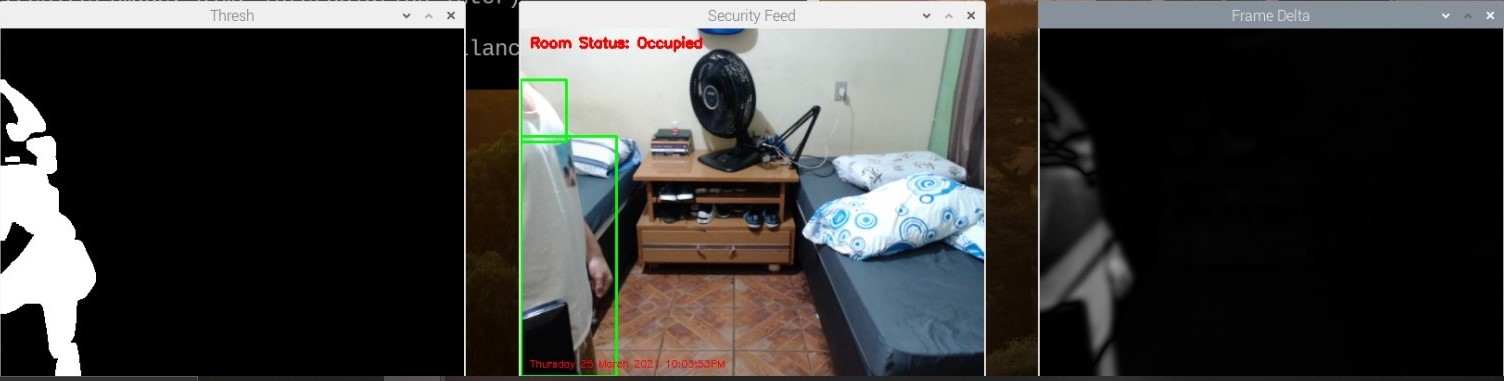 Thresh
Security Feed
Frame Delta
Room Status: Occupied
Thursday 25 March 2021 10:03:53PM